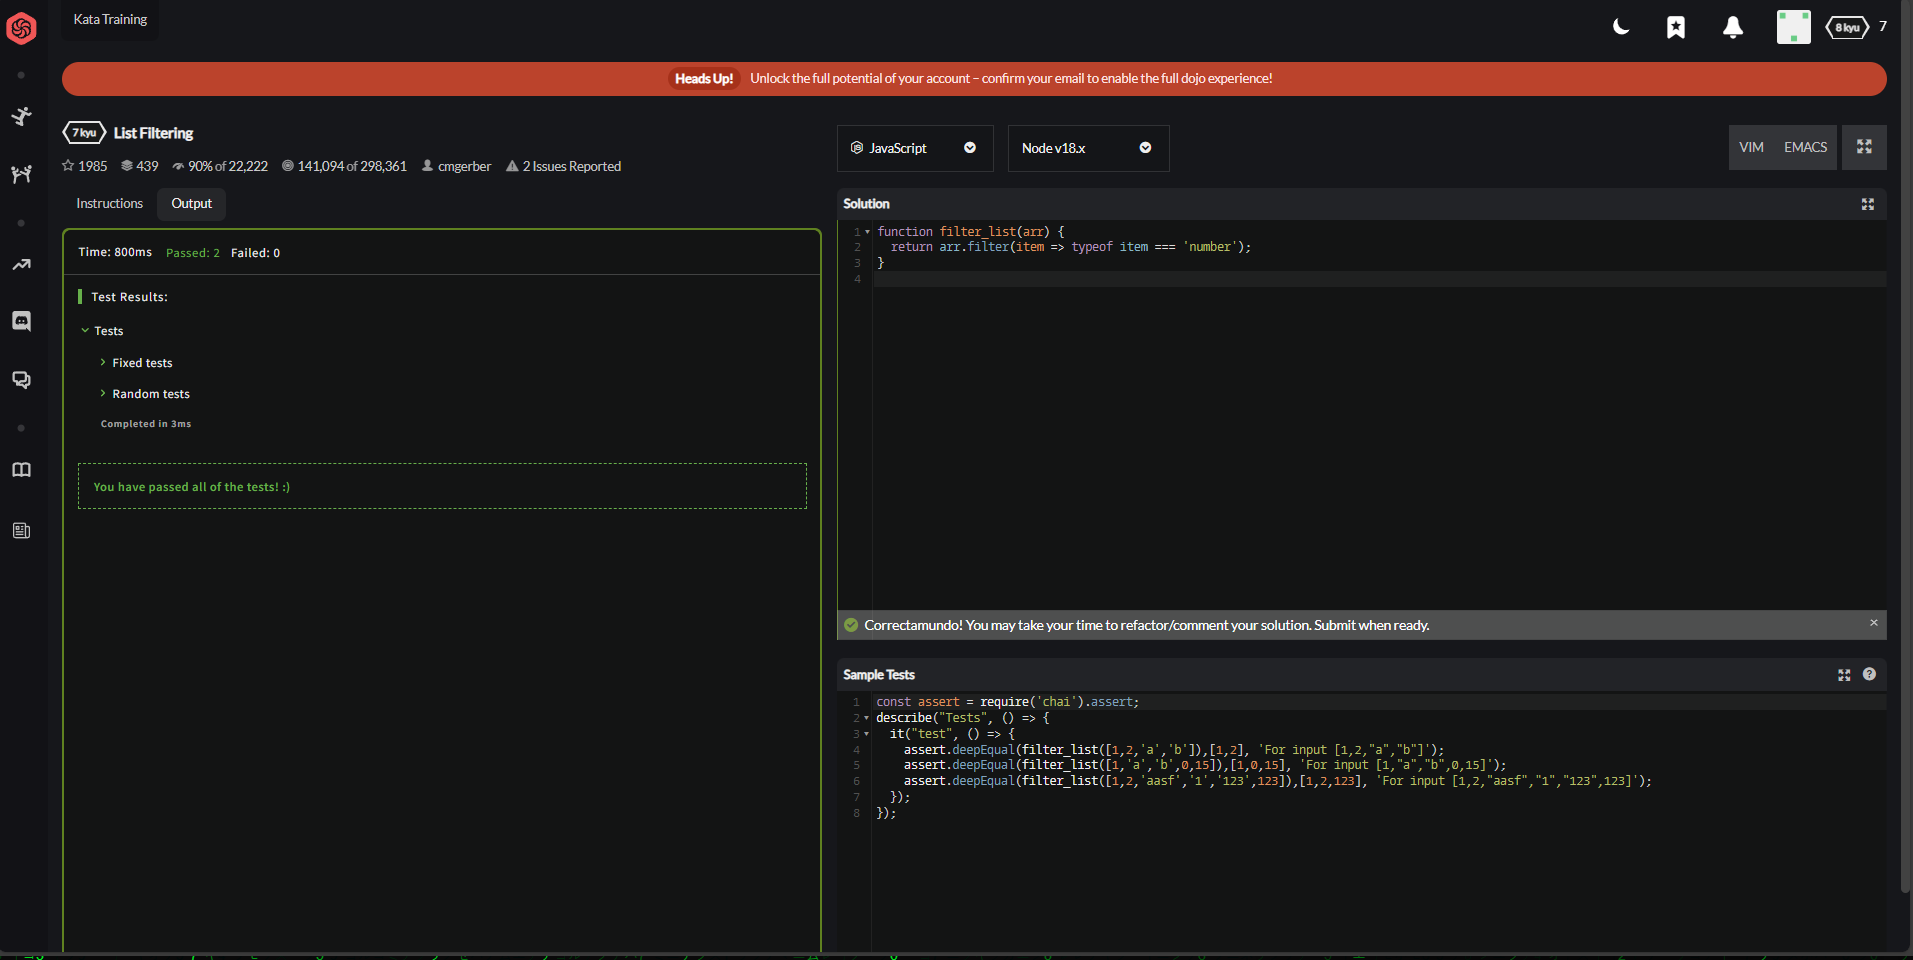 Kata Training
8 kyu 7
Heads Up! Unlock the full potential of your account – confirm your email to enable the full dojo experience!
7 kyu List Filtering
1985 439 90% of 22,222 141,094 of 298,361 cmgerber 2 Issues Reported
Instructions Output
Time: 800ms Passed: 2 Failed: 0
Test Results:
Tests
Fixed tests
Random tests
Completed in 3ms
You have passed all of the tests! :)
JavaScript Node v18.x VIM EMACS
Solution
1 function filter_list(arr) {
2 return arr.filter(item => typeof item === 'number');
3 }
4
Correctamundo! You may take your time to refactor/comment your solution. Submit when ready. ×
Sample Tests ?
1 const assert = require('chai').assert;
2 describe("Tests", () => {
3 it("test", () => {
4 assert.deepEqual(filter_list([1,2,'a','b']),[1,2], 'For input [1,2,"a","b"]');
5 assert.deepEqual(filter_list([1,'a','b',0,15]),[1,0,15], 'For input [1,"a","b",0,15]');
6 assert.deepEqual(filter_list([1,2,'aasf','1','123',123]),[1,2,123], 'For input [1,2,"aasf","1","123",123]');
7 });
8 });